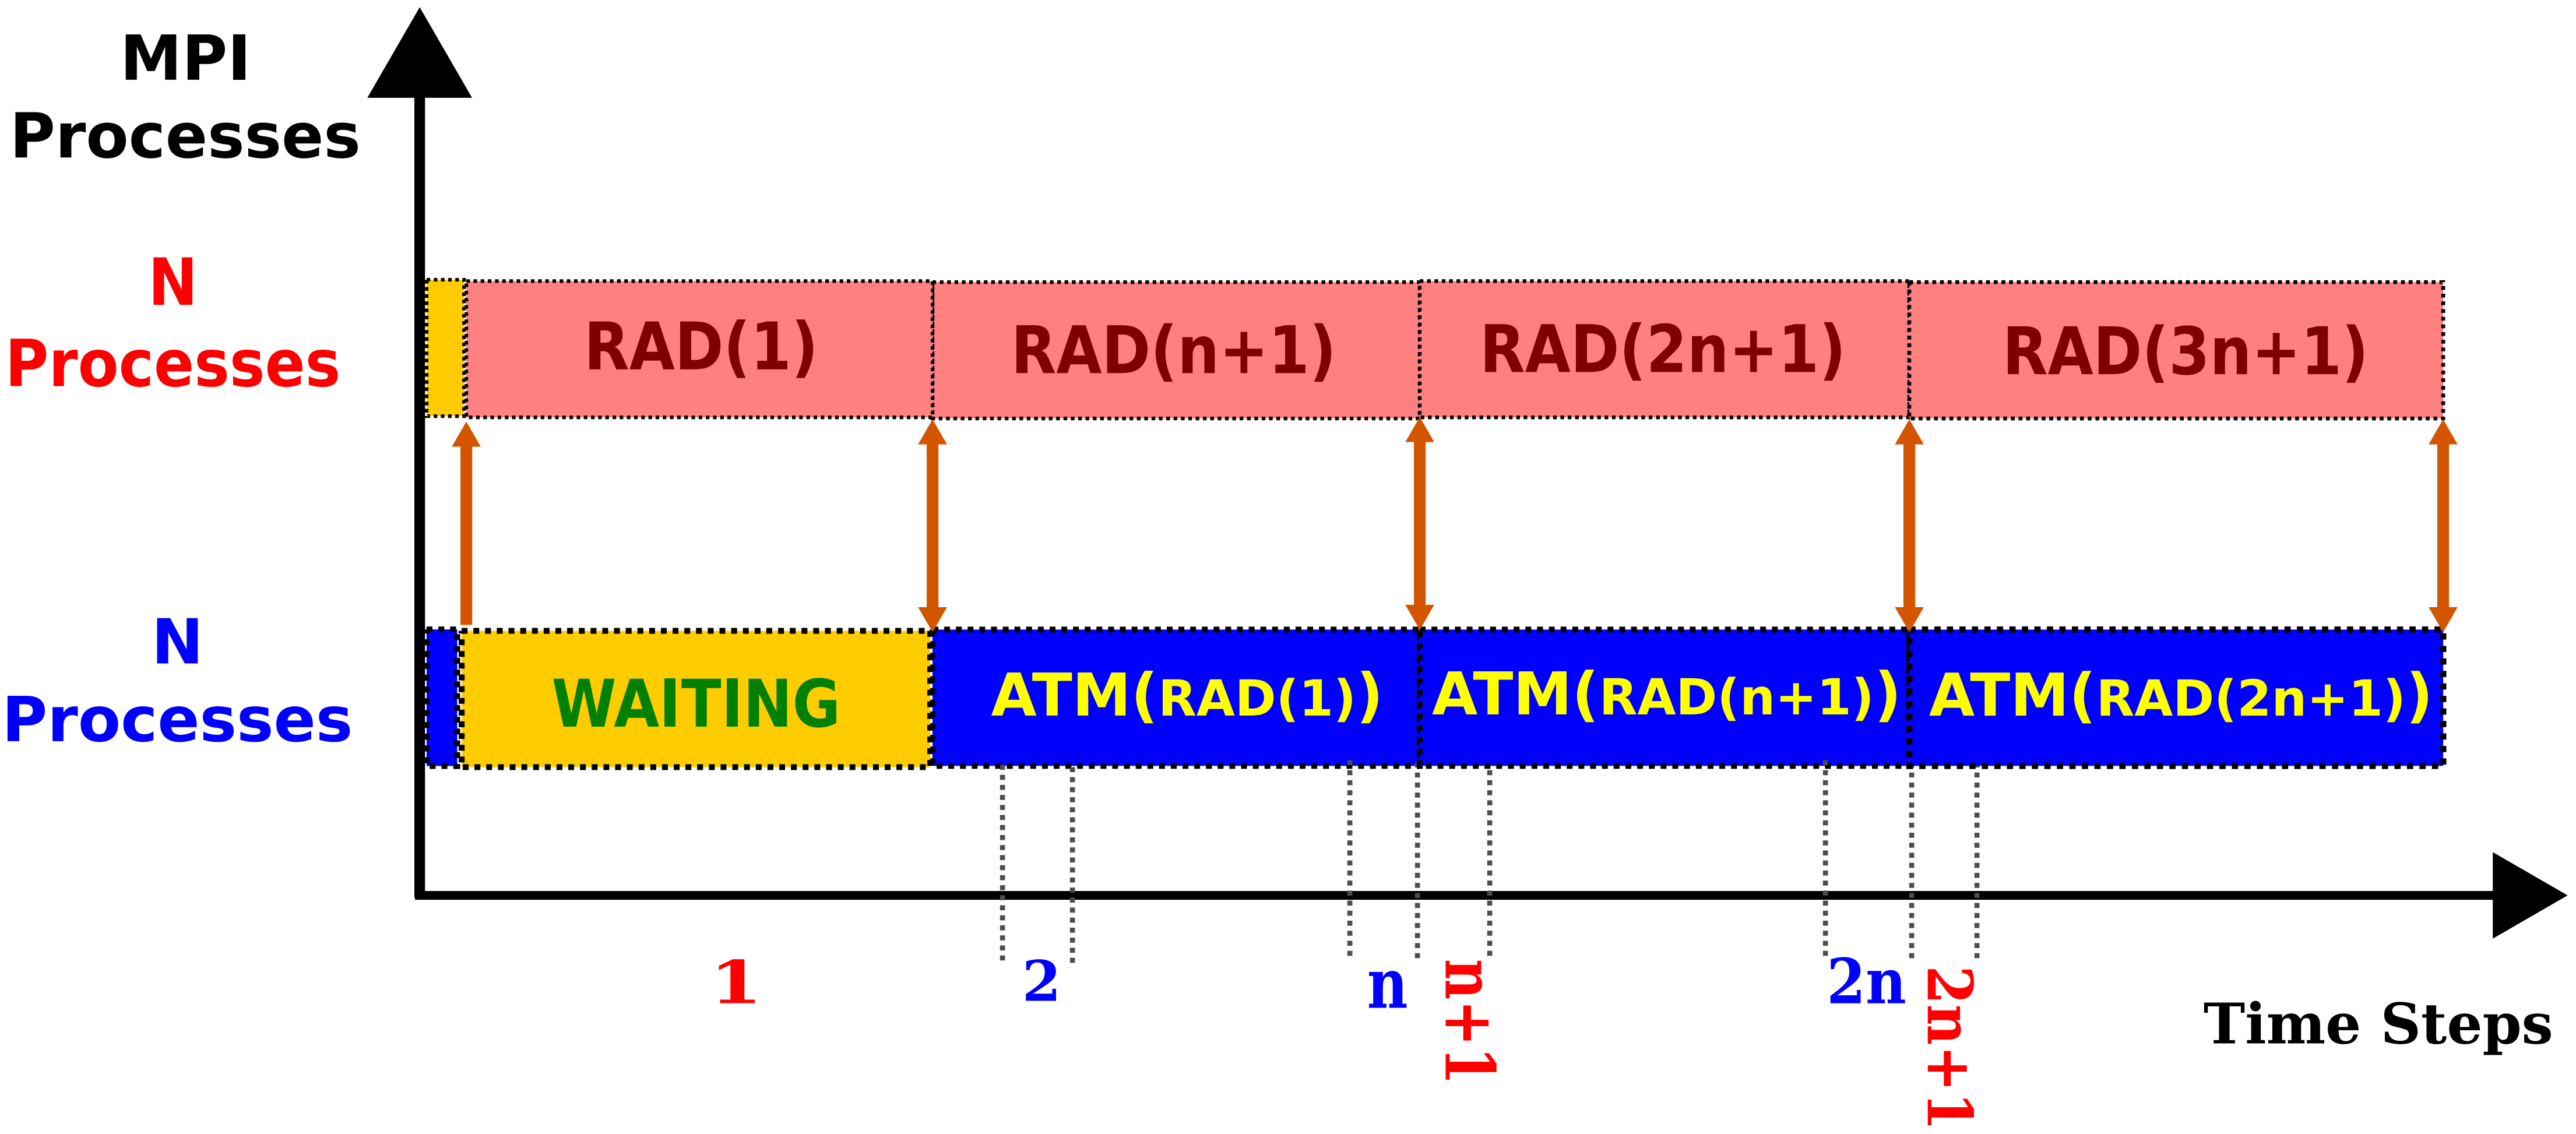 MPI
Processes
N
Processes
RAD(1)
RAD(n+1)
RAD(2n+1)
RAD(3n+1)
N
Processes
WAITING
ATM(RAD(1))
ATM(RAD(n+1))
ATM(RAD(2n+1))
1
2
n
n+1
2n
2n+1
Time Steps